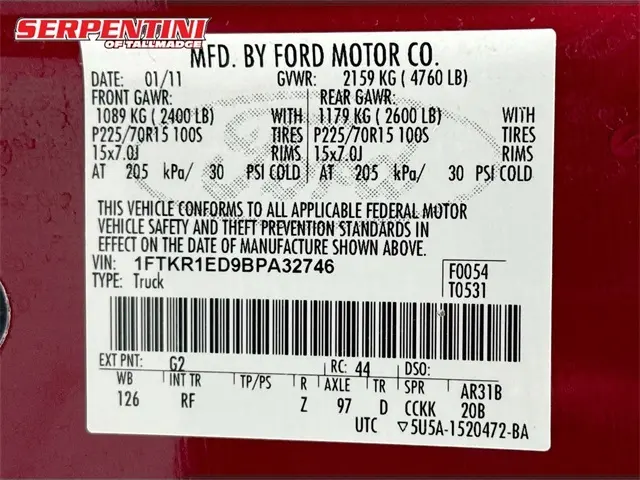 SERPENTINI
OF TALLMADGE
MFD. BY FORD MOTOR CO.
DATE: 01/11 GVWR: 2159 KG ( 4760 LB)
FRONT GAWR: REAR GAWR:
1089 KG ( 2400 LB) WITH 1179 KG ( 2600 LB) WITH
P225/70R15 100S TIRES P225/70R15 100S TIRES
15x7.0J RIMS 15x7.0J RIMS
AT 205 kPa/ 30 PSI COLD AT 205 kPa/ 30 PSI COLD
Ford
THIS VEHICLE CONFORMS TO ALL APPLICABLE FEDERAL MOTOR
VEHICLE SAFETY AND THEFT PREVENTION STANDARDS IN
EFFECT ON THE DATE OF MANUFACTURE SHOWN ABOVE.
VIN: 1FTKR1ED9BPA32746 F0054
TYPE: Truck T0531
EXT PNT: G2 RC: 44 DSO:
WB INT TR TP/PS R AXLE TR SPR AR31B
126 RF Z 97 D CCKK 20B
UTC ▽5U5A-1520472-BA